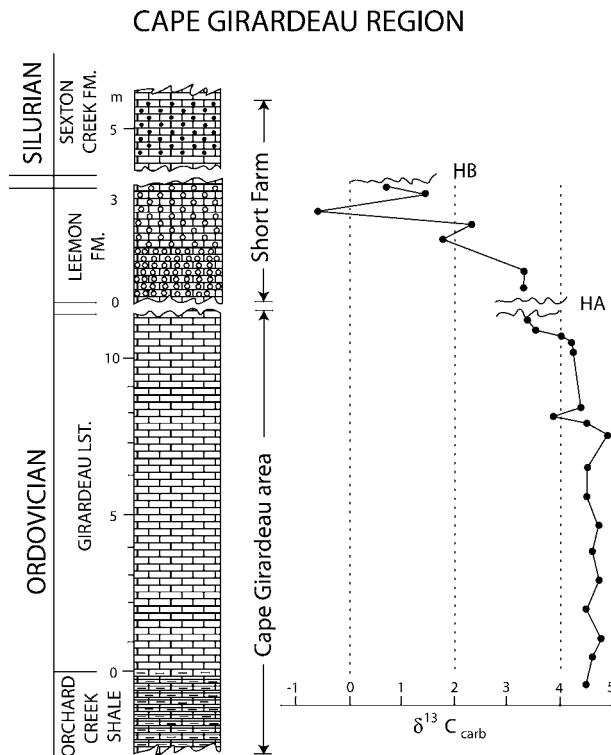 CAPE GIRARDEAU REGION
SILURIAN
SEXTON
CREEK FM.
m
5
3
LEEMON
FM.
0
Short Farm
HB
HA
ORDOVICIAN
GIRARDEAU LST.
10
5
0
Cape Girardeau area
ORCHARD
CREEK
SHALE
-1 0 1 2 3 4 5
δ13 C carb